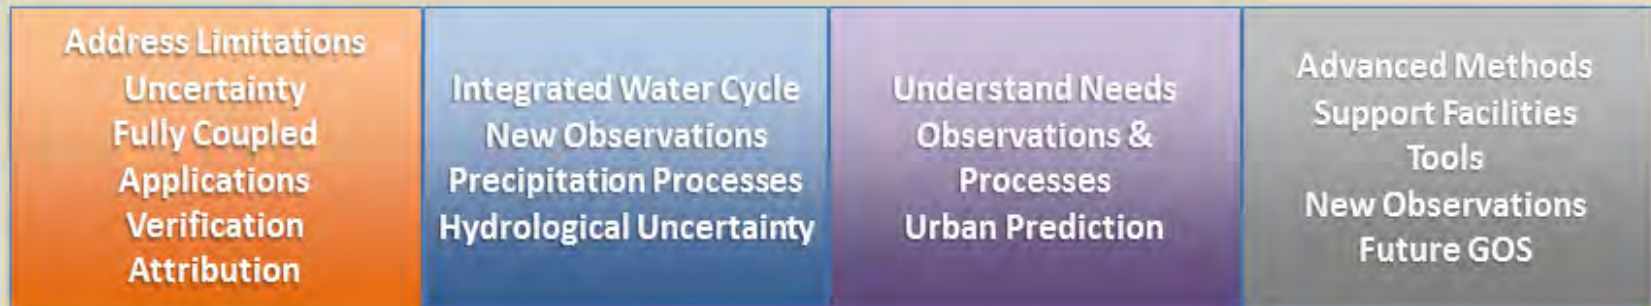 Address Limitations
Uncertainty
Fully Coupled
Applications
Verification
Attribution
Integrated Water Cycle
New Observations
Precipitation Processes
Hydrological Uncertainty
Understand Needs
Observations &
Processes
Urban Prediction
Advanced Methods
Support Facilities
Tools
New Observations
Future GOS